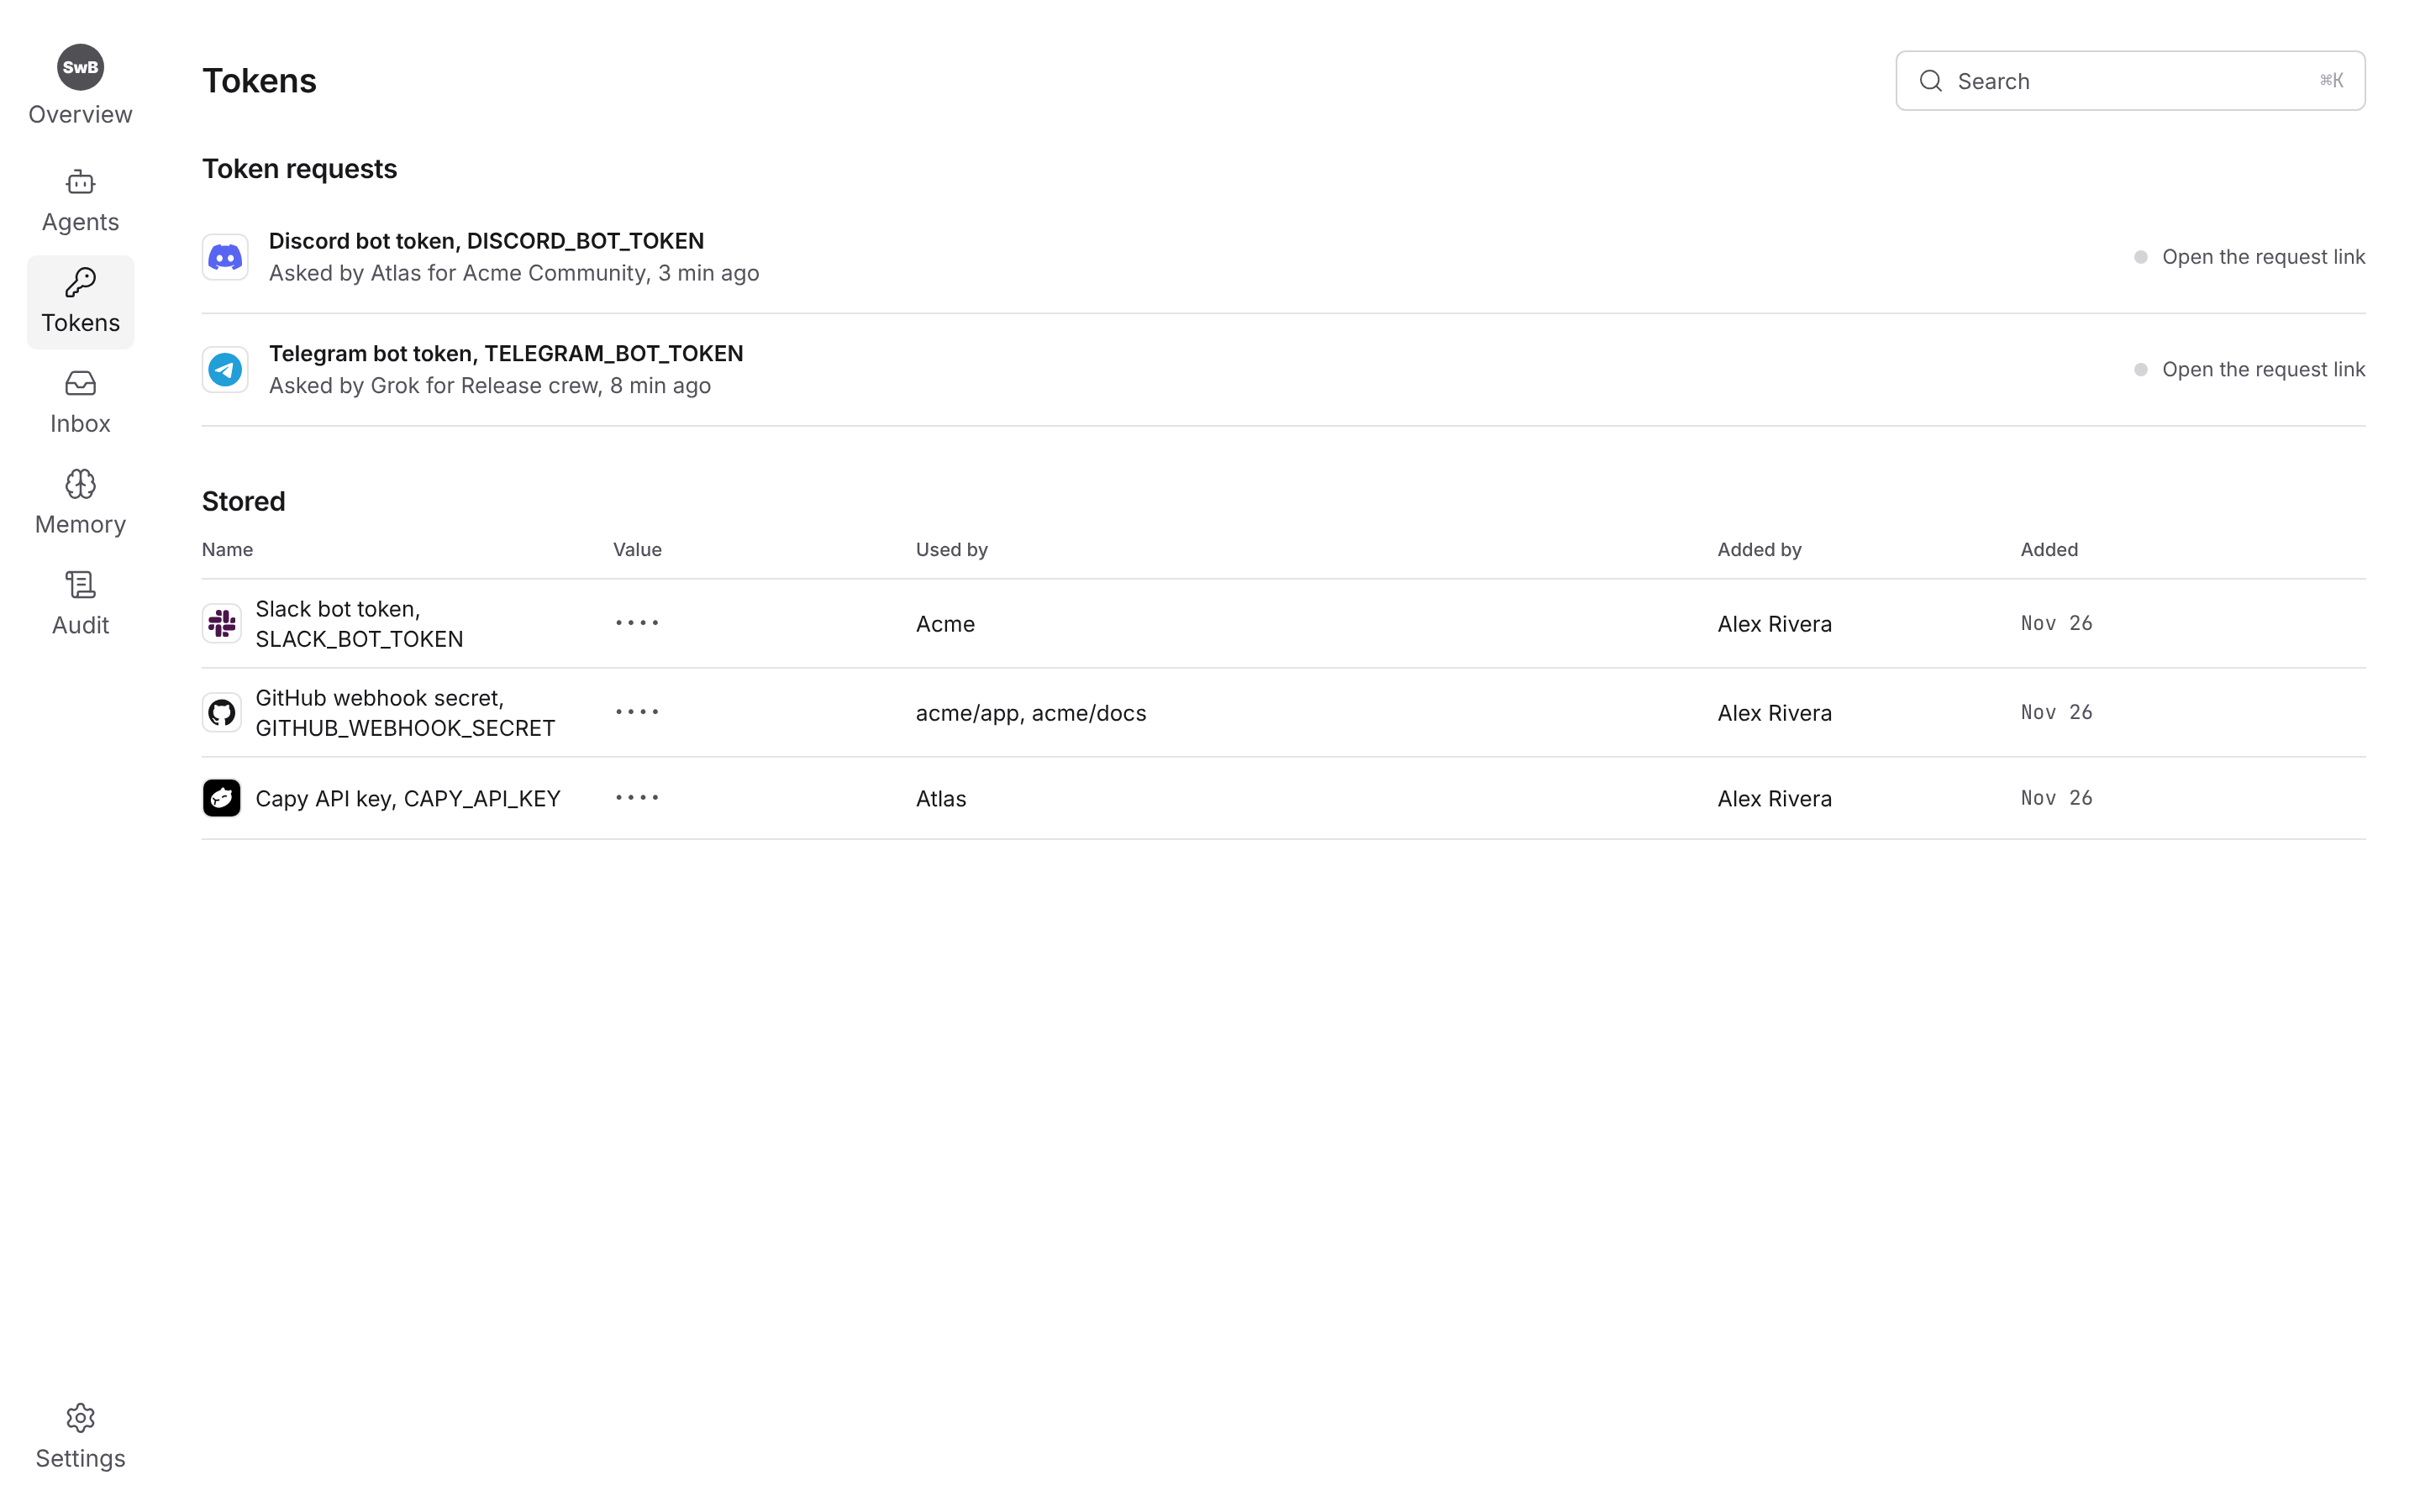 SwB
Overview
Agents
Tokens
Inbox
Memory
Audit
Settings
Tokens
Search ⌘K
Token requests
Discord bot token, DISCORD_BOT_TOKEN
Asked by Atlas for Acme Community, 3 min ago
Open the request link
Telegram bot token, TELEGRAM_BOT_TOKEN
Asked by Grok for Release crew, 8 min ago
Open the request link
Stored
Name Value Used by Added by Added
Slack bot token,
SLACK_BOT_TOKEN
•••• Acme Alex Rivera Nov 26
GitHub webhook secret,
GITHUB_WEBHOOK_SECRET
•••• acme/app, acme/docs Alex Rivera Nov 26
Capy API key, CAPY_API_KEY •••• Atlas Alex Rivera Nov 26